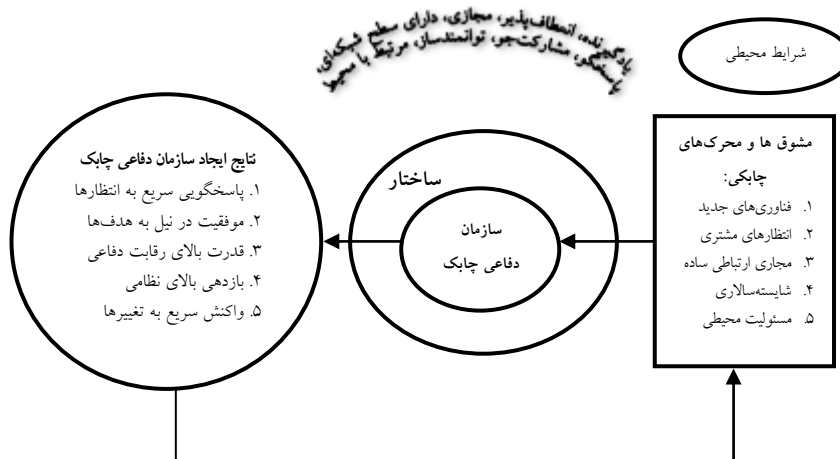 یادگیرنده، انعطاف‌پذیر، مجازی، دارای سطح شبکه‌ای،
پاسخگو، مشارکت‌جو، توانمندساز، مرتبط با محیط
شرایط محیطی
مشوق ها و محرک‌های
چابکی:
۱. فناوری‌های جدید
۲. انتظارهای مشتری
۳. مجاری ارتباطی ساده
۴. شایسته‌سالاری
۵. مسئولیت محیطی
ساختار
سازمان
دفاعی چابک
نتایج ایجاد سازمان دفاعی چابک
۱. پاسخگویی سریع به انتظارها
۲. موفقیت در نیل به هدف‌ها
۳. قدرت بالای رقابت دفاعی
۴. بازدهی بالای نظامی
۵. واکنش سریع به تغییرها